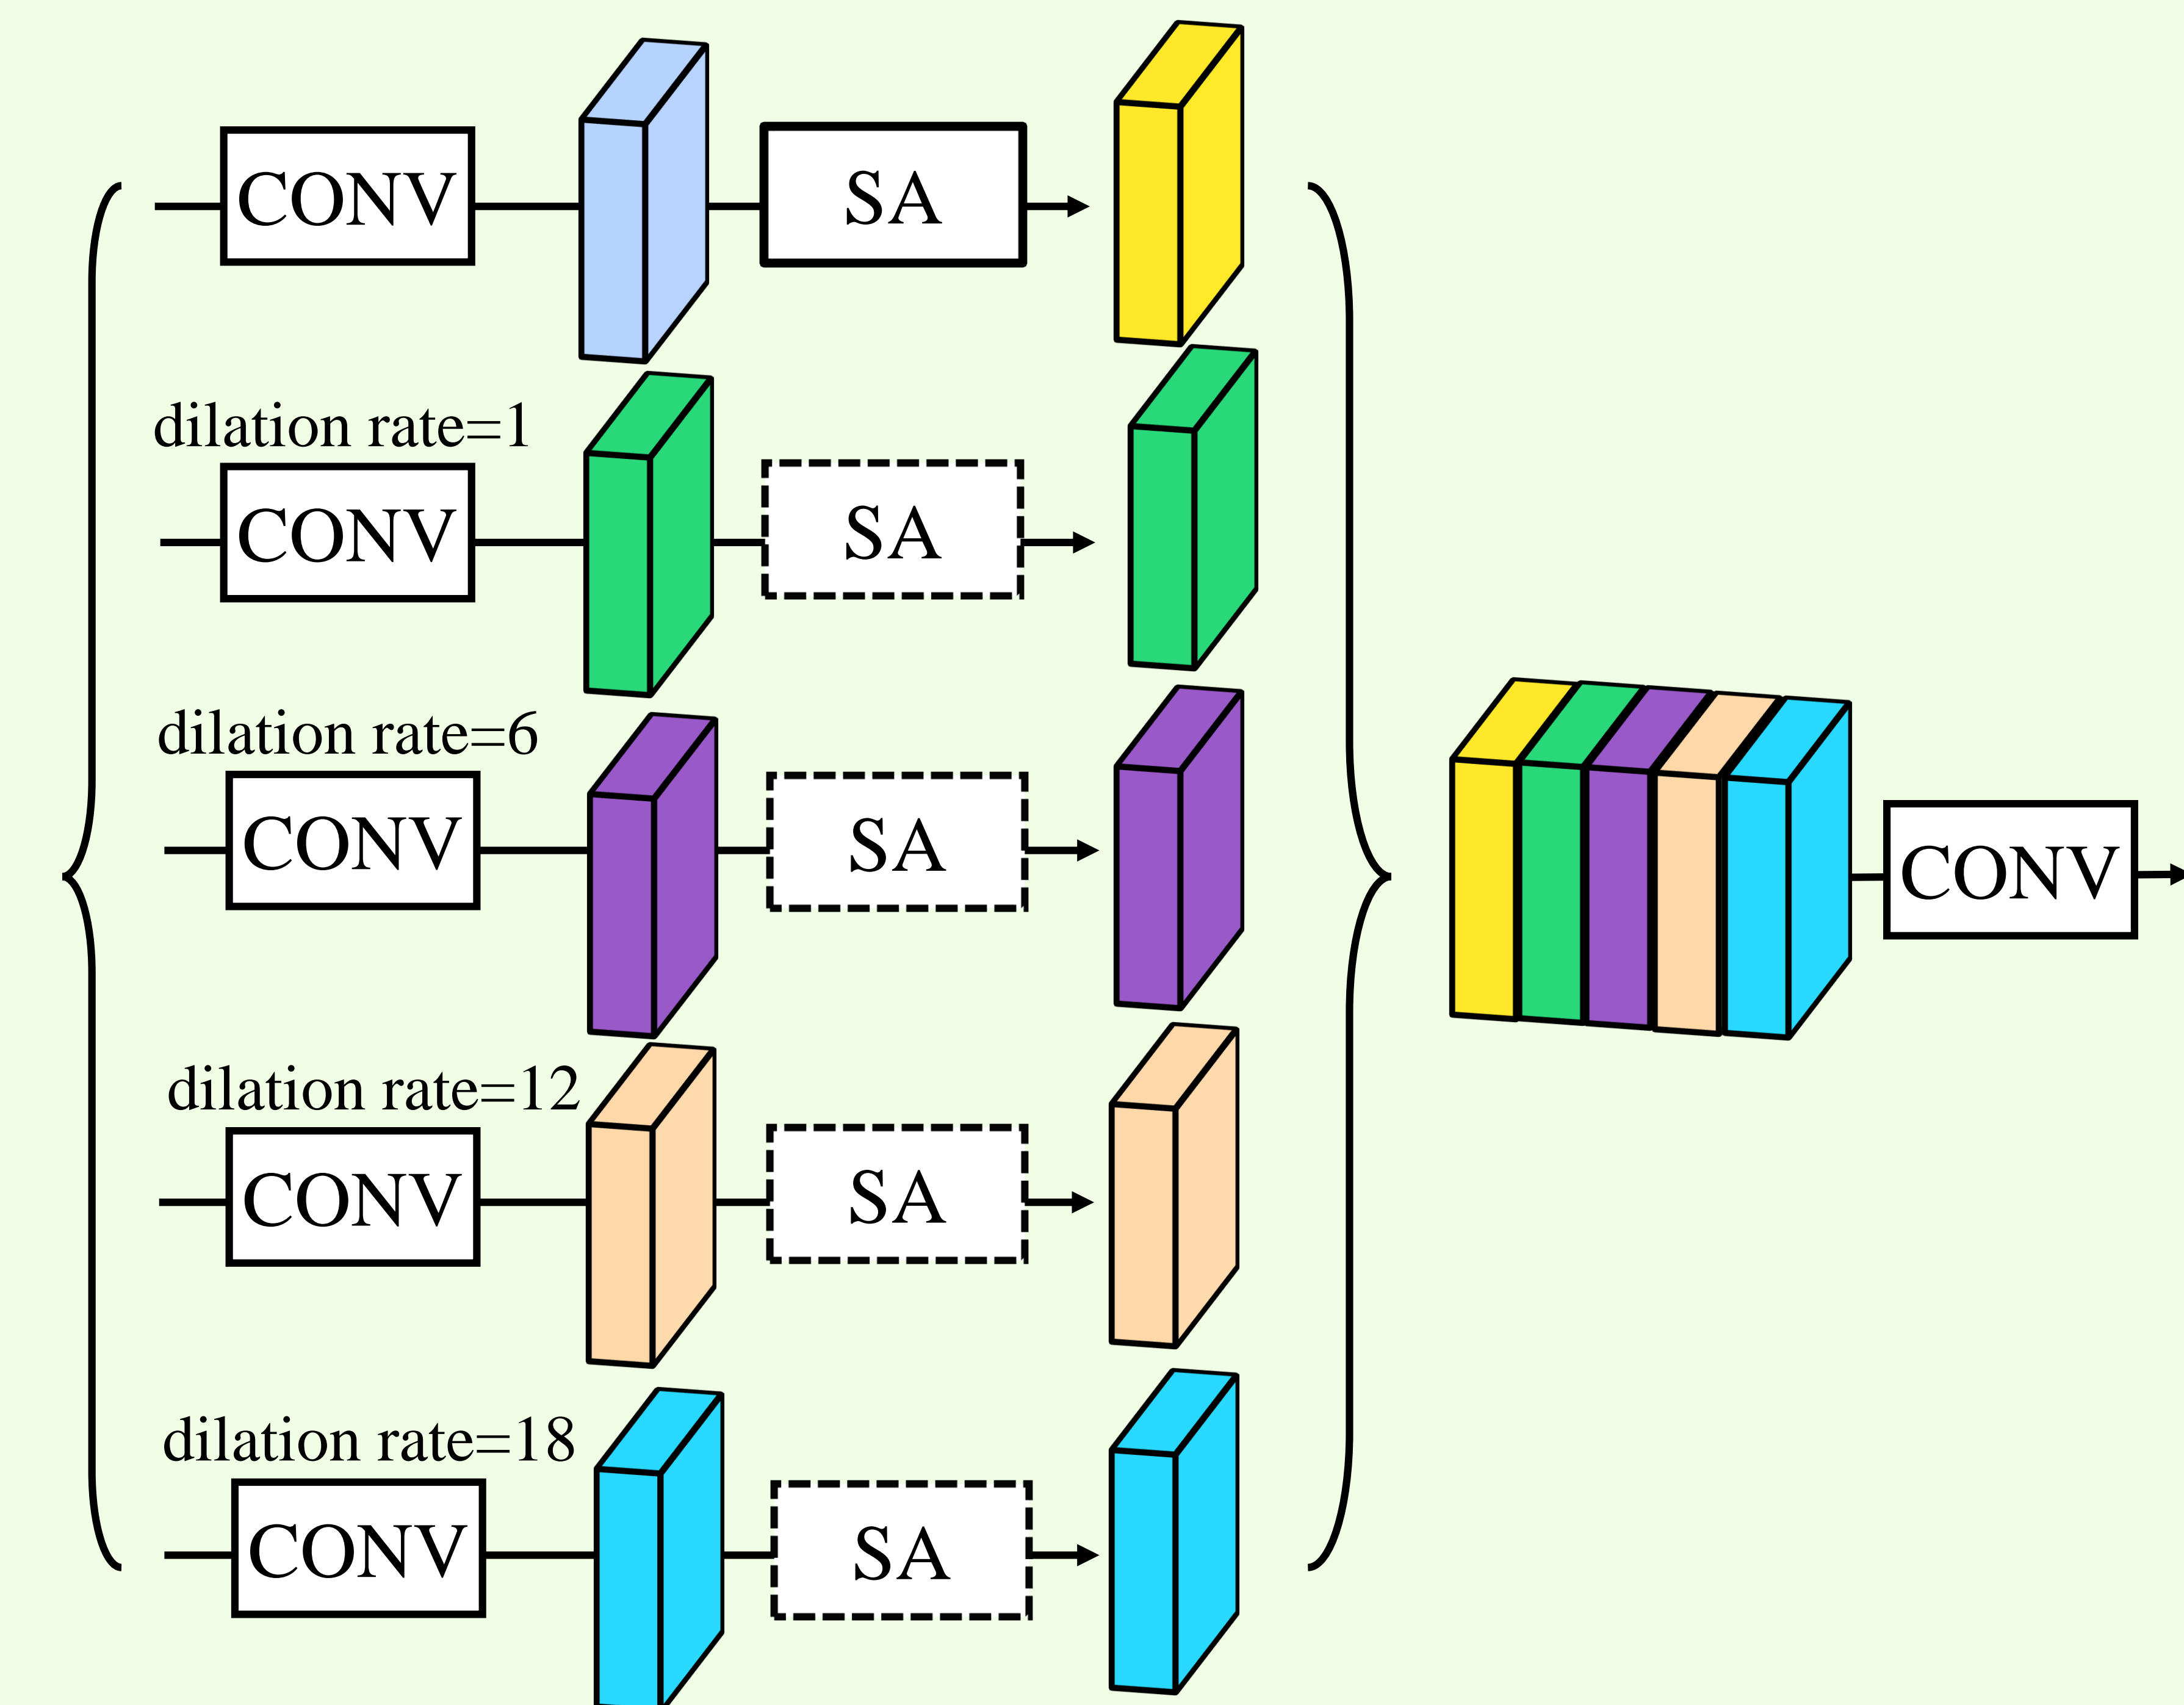 CONV SA
dilation rate=1
CONV SA
dilation rate=6
CONV SA
CONV
dilation rate=12
CONV SA
dilation rate=18
CONV SA